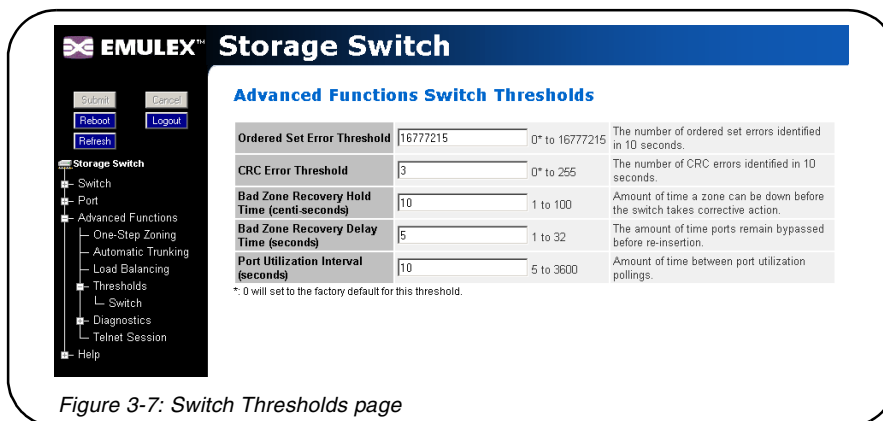 EMULEX™ Storage Switch
Submit Cancel
Reboot Logout
Refresh
Storage Switch
Switch
Port
Advanced Functions
One-Step Zoning
Automatic Trunking
Load Balancing
Thresholds
Switch
Diagnostics
Telnet Session
Help
Advanced Functions Switch Thresholds
Ordered Set Error Threshold 16777215 0* to 16777215 The number of ordered set errors identified
in 10 seconds.
CRC Error Threshold 3 0* to 255 The number of CRC errors identified in 10
seconds.
Bad Zone Recovery Hold
Time (centi-seconds) 10 1 to 100 Amount of time a zone can be down before
the switch takes corrective action.
Bad Zone Recovery Delay
Time (seconds) 5 1 to 32 The amount of time ports remain bypassed
before re-insertion.
Port Utilization Interval
(seconds) 10 5 to 3600 Amount of time between port utilization
pollings.
*: 0 will set to the factory default for this threshold.
Figure 3-7: Switch Thresholds page